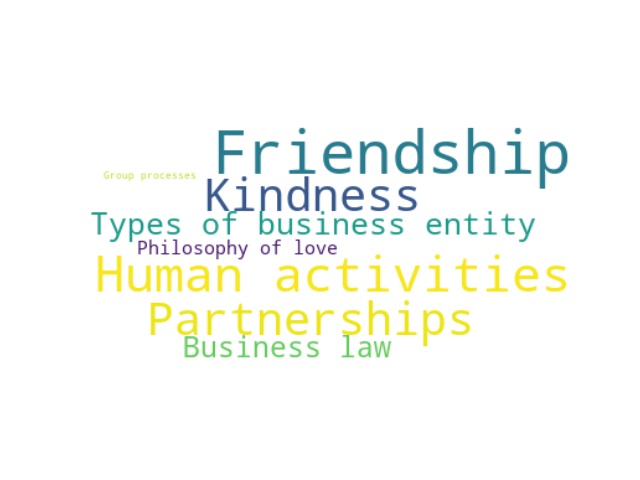 Friendship
Group processes
Kindness
Types of business entity
Philosophy of love
Human activities
Partnerships
Business law